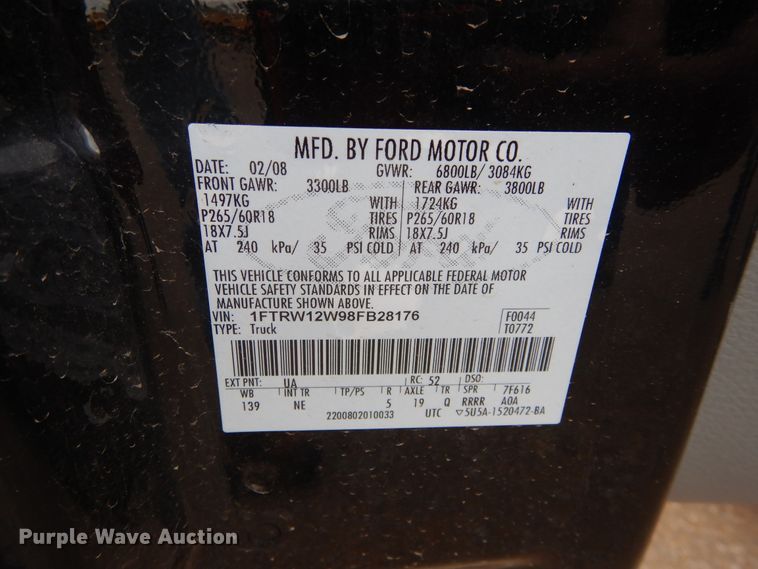 MFD. BY FORD MOTOR CO.
DATE: 02/08 GVWR: 6800LB/ 3084KG
FRONT GAWR: 3300LB REAR GAWR: 3800LB
1497KG WITH 1724KG WITH
P265/60R18 TIRES P265/60R18 TIRES
18X7.5J RIMS 18X7.5J RIMS
AT 240 kPa/ 35 PSI COLD AT 240 kPa/ 35 PSI COLD
THIS VEHICLE CONFORMS TO ALL APPLICABLE FEDERAL MOTOR
VEHICLE SAFETY STANDARDS IN EFFECT ON THE DATE OF
MANUFACTURE SHOWN ABOVE.
VIN: 1FTRW12W98FB28176 F0044
TYPE: Truck T0772
EXT PNT: UA RC: 52 DSO:
WB INT TR TP/PS R AXLE TR SPR 7F616
139 NE 5 19 Q RRRR A0A
2200802010033 UTC ▽5U5A-1520472-BA
Purple Wave Auction